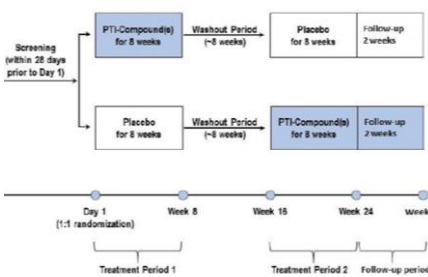 Screening
(within 28 days
prior to Day 1)
PTI-Compound(s)
for 8 weeks
Washout Period
(~8 weeks)
Placebo
for 8 weeks
Follow-up
2 weeks
Placebo
for 8 weeks
Washout Period
(~8 weeks)
PTI-Compound(s)
for 8 weeks
Follow-up
2 weeks
Day 1
(1:1 randomization)
Week 8
Week 16
Week 24
Week
Treatment Period 1
Treatment Period 2
Follow-up period